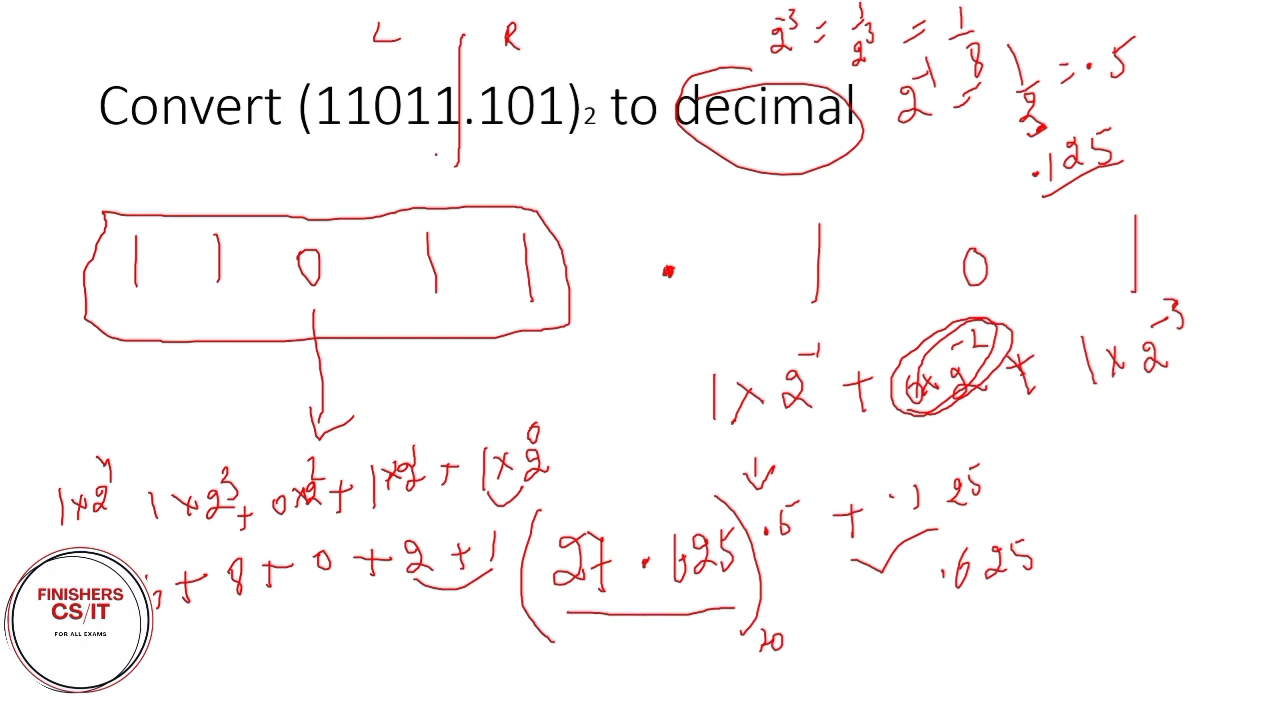 L R
2⁻³ = 1/2³ = 1/8
Convert (11011.101)₂ to decimal
2⁻¹ = 1/2 = .5
.125
1 1 0 1 1 . 1 0 1
1×2⁻¹ + 0×2⁻² + 1×2⁻³
1×2⁴ 1×2³ + 0×2² + 1×2¹ + 1×2⁰
+ 8 + 0 + 2 + 1
(27.625)₁₀
.5 + .125
.625
FINISHERS
CS/IT
FOR ALL EXAMS